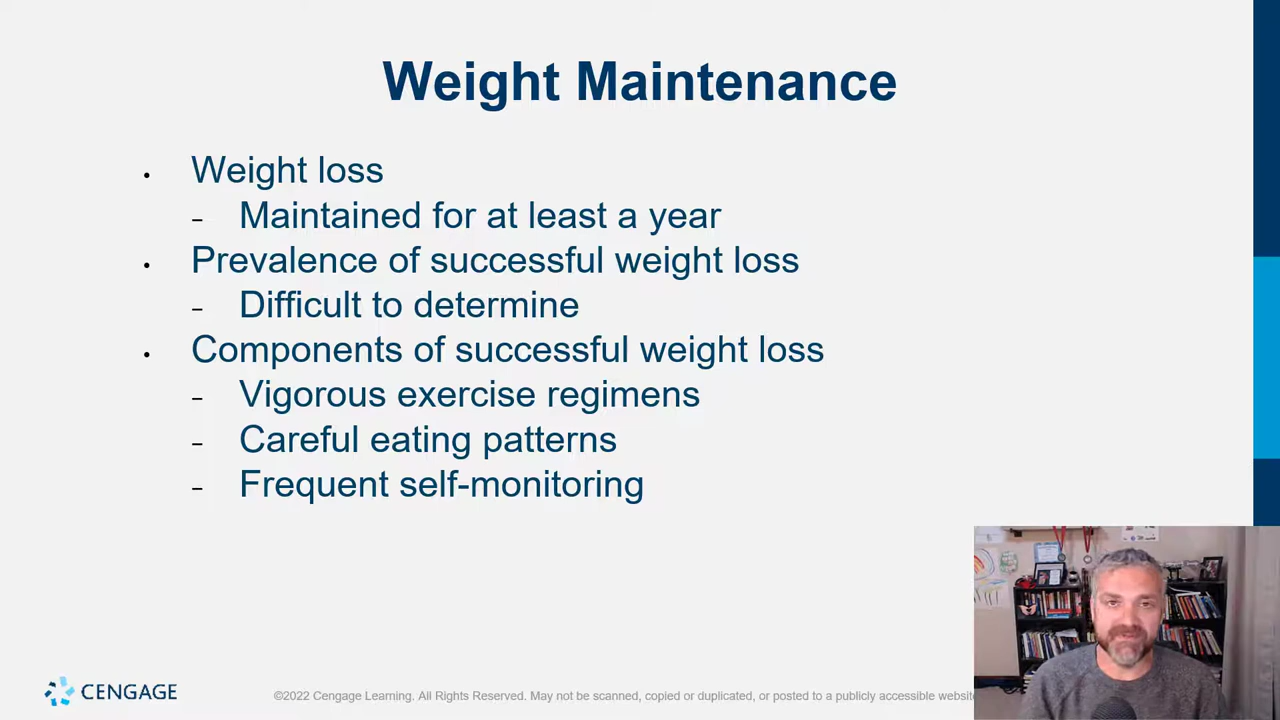 Weight Maintenance
• Weight loss
– Maintained for at least a year
• Prevalence of successful weight loss
– Difficult to determine
• Components of successful weight loss
– Vigorous exercise regimens
– Careful eating patterns
– Frequent self-monitoring
CENGAGE
©2022 Cengage Learning. All Rights Reserved. May not be scanned, copied or duplicated, or posted to a publicly accessible website